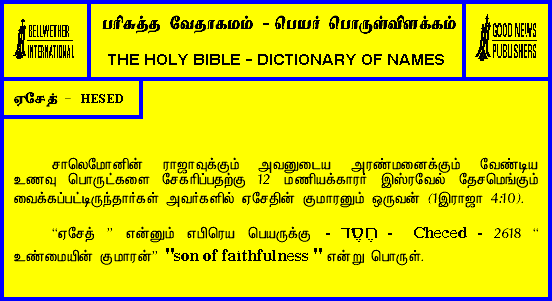 BELLWETHER
INTERNATIONAL
பரிசுத்த வேதாகமம் - பெயர் பொருள்விளக்கம்
THE HOLY BIBLE - DICTIONARY OF NAMES
GOOD NEWS
PUBLISHERS
ஏசேத் - HESED
சாலெமோனின் ராஜாவுக்கும் அவனுடைய அரண்மனைக்கும் வேண்டிய
உணவு பொருட்களை சேகரிப்பதற்கு 12 மணியக்காரர் இஸ்ரவேல் தேசமெங்கும்
வைக்கப்பட்டிருந்தார்கள் அவர்களில் ஏசேதின் குமாரனும் ஒருவன் (1இராஜா 4:10).
“ஏசேத் ” என்னும் எபிரெய பெயருக்கு - חֶסֶד - Checed - 2618 “
உண்மையின் குமாரன்” "son of faithfulness " என்று பொருள்.